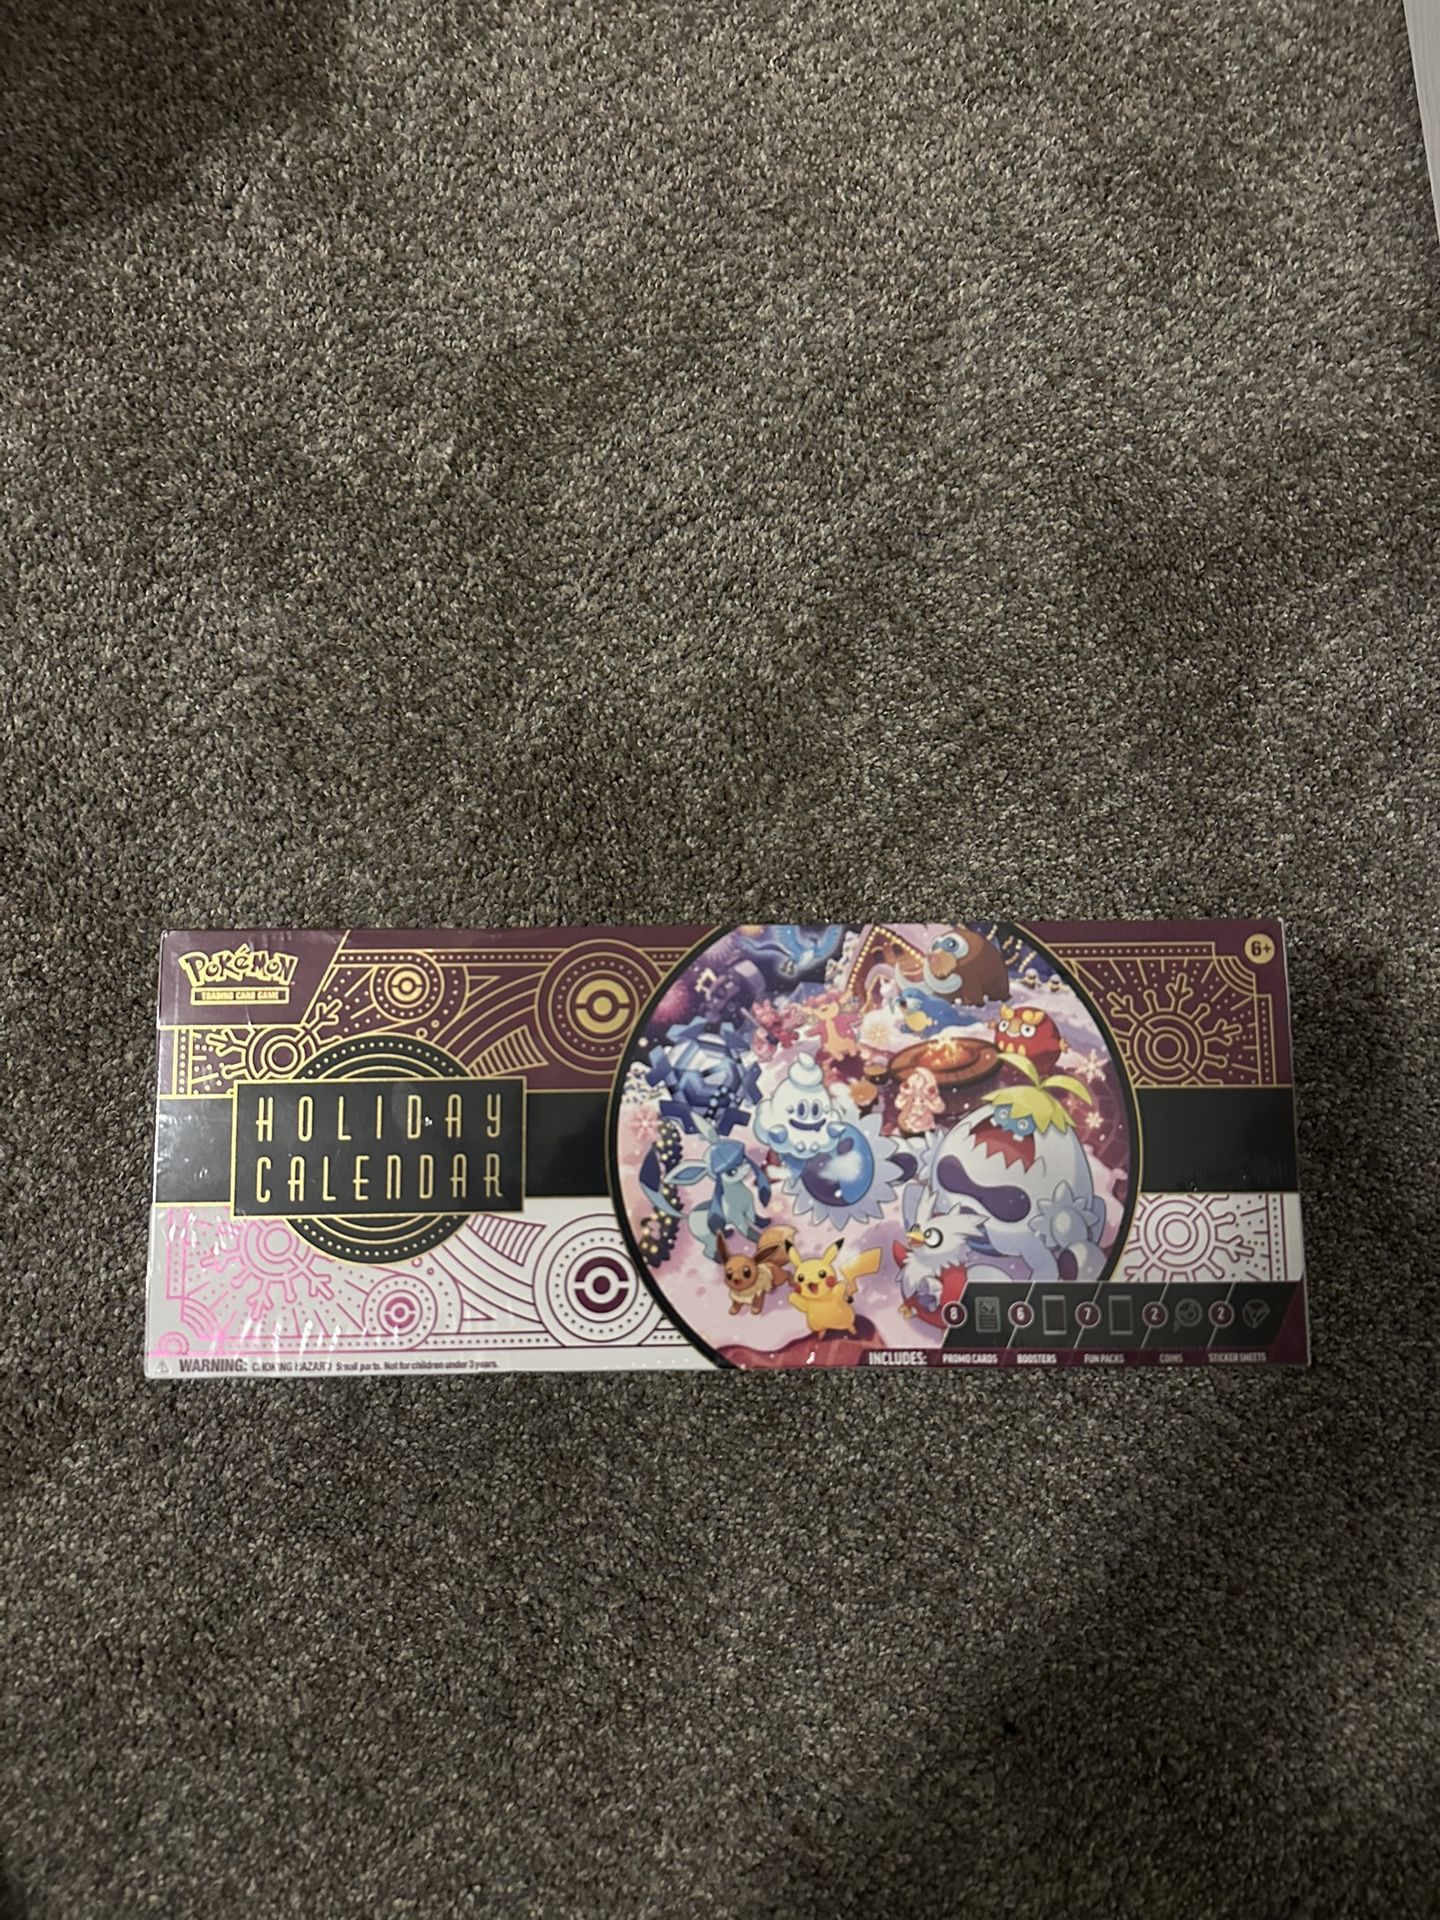 POKéMON
TRADING CARD GAME
6+
HOLIDAY
CALENDAR
8 6 7 2 2
WARNING: CHOKING HAZARD Small parts. Not for children under 3 years.
INCLUDES: PROMO CARDS BOOSTERS FUN PACKS COINS STICKER SHEETS